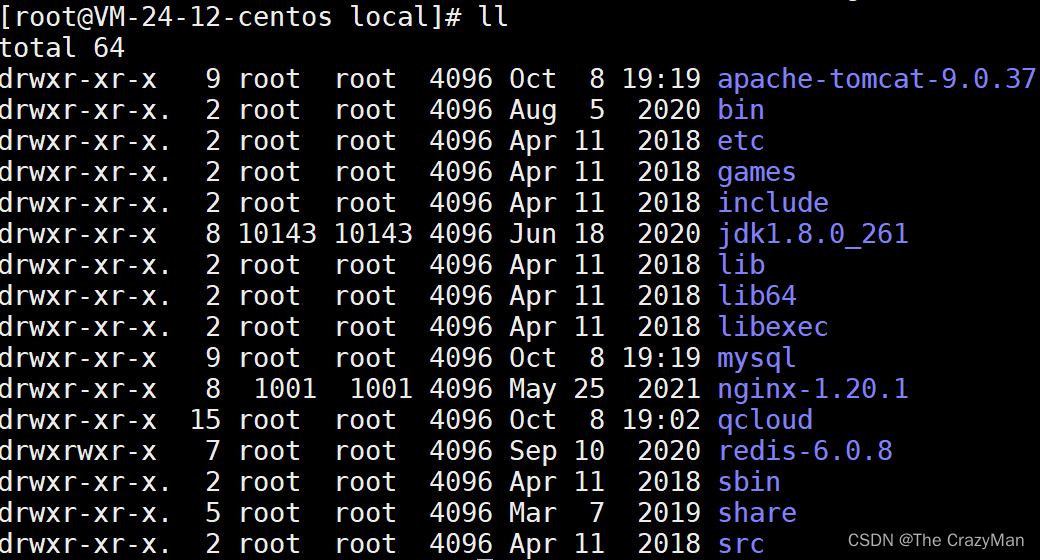 [root@VM-24-12-centos local]# ll
total 64
drwxr-xr-x   9 root  root  4096 Oct  8 19:19 apache-tomcat-9.0.37
drwxr-xr-x.  2 root  root  4096 Aug  5  2020 bin
drwxr-xr-x.  2 root  root  4096 Apr 11  2018 etc
drwxr-xr-x.  2 root  root  4096 Apr 11  2018 games
drwxr-xr-x.  2 root  root  4096 Apr 11  2018 include
drwxr-xr-x   8 10143 10143 4096 Jun 18  2020 jdk1.8.0_261
drwxr-xr-x.  2 root  root  4096 Apr 11  2018 lib
drwxr-xr-x.  2 root  root  4096 Apr 11  2018 lib64
drwxr-xr-x.  2 root  root  4096 Apr 11  2018 libexec
drwxr-xr-x   9 root  root  4096 Oct  8 19:19 mysql
drwxr-xr-x   8  1001  1001 4096 May 25  2021 nginx-1.20.1
drwxr-xr-x  15 root  root  4096 Oct  8 19:02 qcloud
drwxrwxr-x   7 root  root  4096 Sep 10  2020 redis-6.0.8
drwxr-xr-x.  2 root  root  4096 Apr 11  2018 sbin
drwxr-xr-x.  5 root  root  4096 Mar  7  2019 share
drwxr-xr-x.  2 root  root  4096 Apr 11  2018 src
CSDN @The CrazyMan